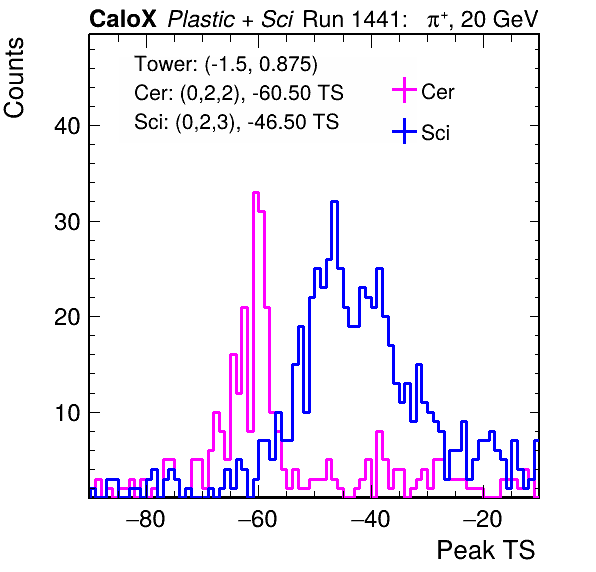 CaloX Plastic + Sci Run 1441: π⁺, 20 GeV
Counts
Tower: (-1.5, 0.875)
Cer: (0,2,2), -60.50 TS
Sci: (0,2,3), -46.50 TS
Cer
Sci
40
30
20
10
−80 −60 −40 −20
Peak TS